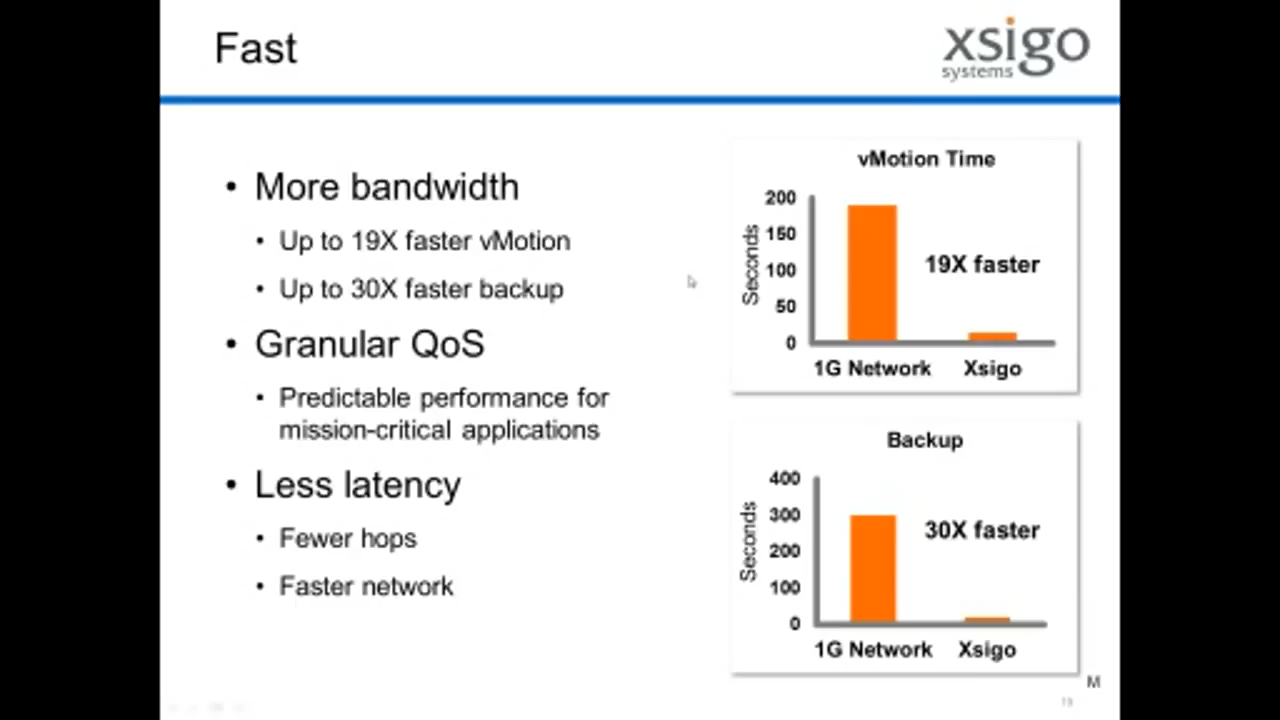 Fast
xsigo
systems
• More bandwidth
• Up to 19X faster vMotion
• Up to 30X faster backup
• Granular QoS
• Predictable performance for
mission-critical applications
• Less latency
• Fewer hops
• Faster network
vMotion Time
Seconds
200
150
100
50
0
19X faster
1G Network Xsigo
Backup
Seconds
400
300
200
100
0
30X faster
1G Network Xsigo
M
19